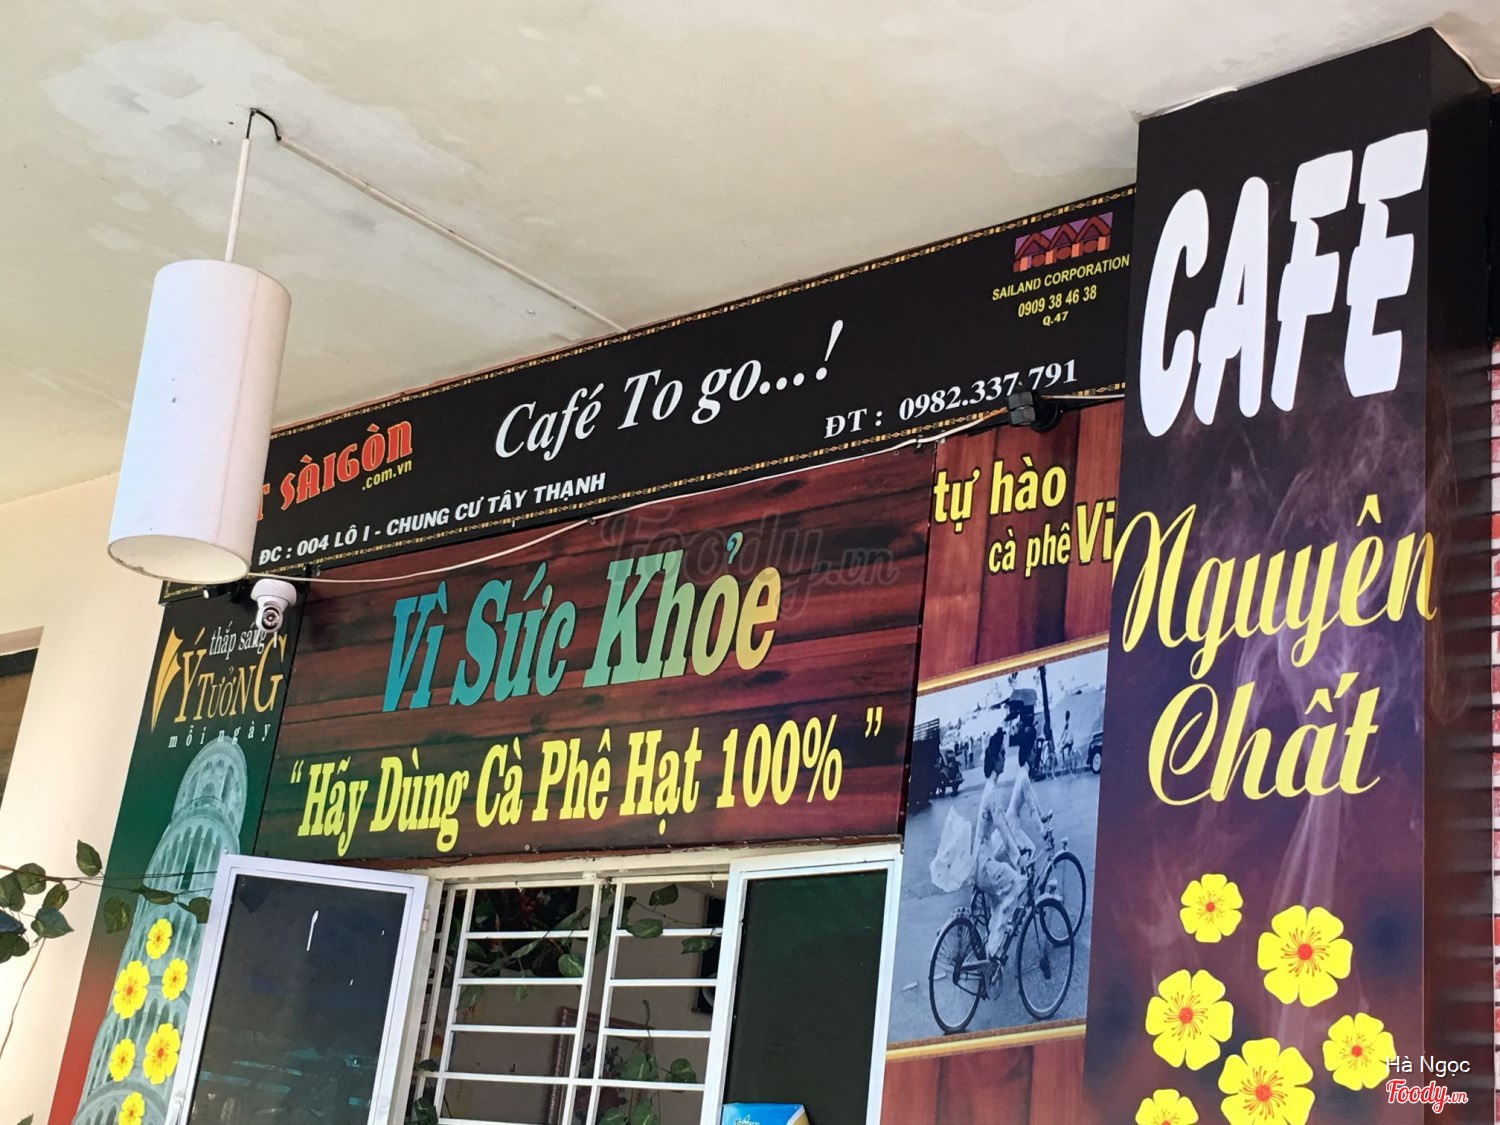 SÀIGÒN
.com.vn
Café To go...!
SAILAND CORPORATION
0909 38 46 38
Q.47
ĐC : 004 LÔ I - CHUNG CƯ TÂY THẠNH
ĐT : 0982.337.791
CAFE
Nguyên
Chất
tự hào
cà phê Vi
Vì Sức Khỏe
"Hãy Dùng Cà Phê Hạt 100% "
thắp sáng
Ý TƯỞNG
mỗi ngày
Foody.vn
Hà Ngọc
Foody.vn